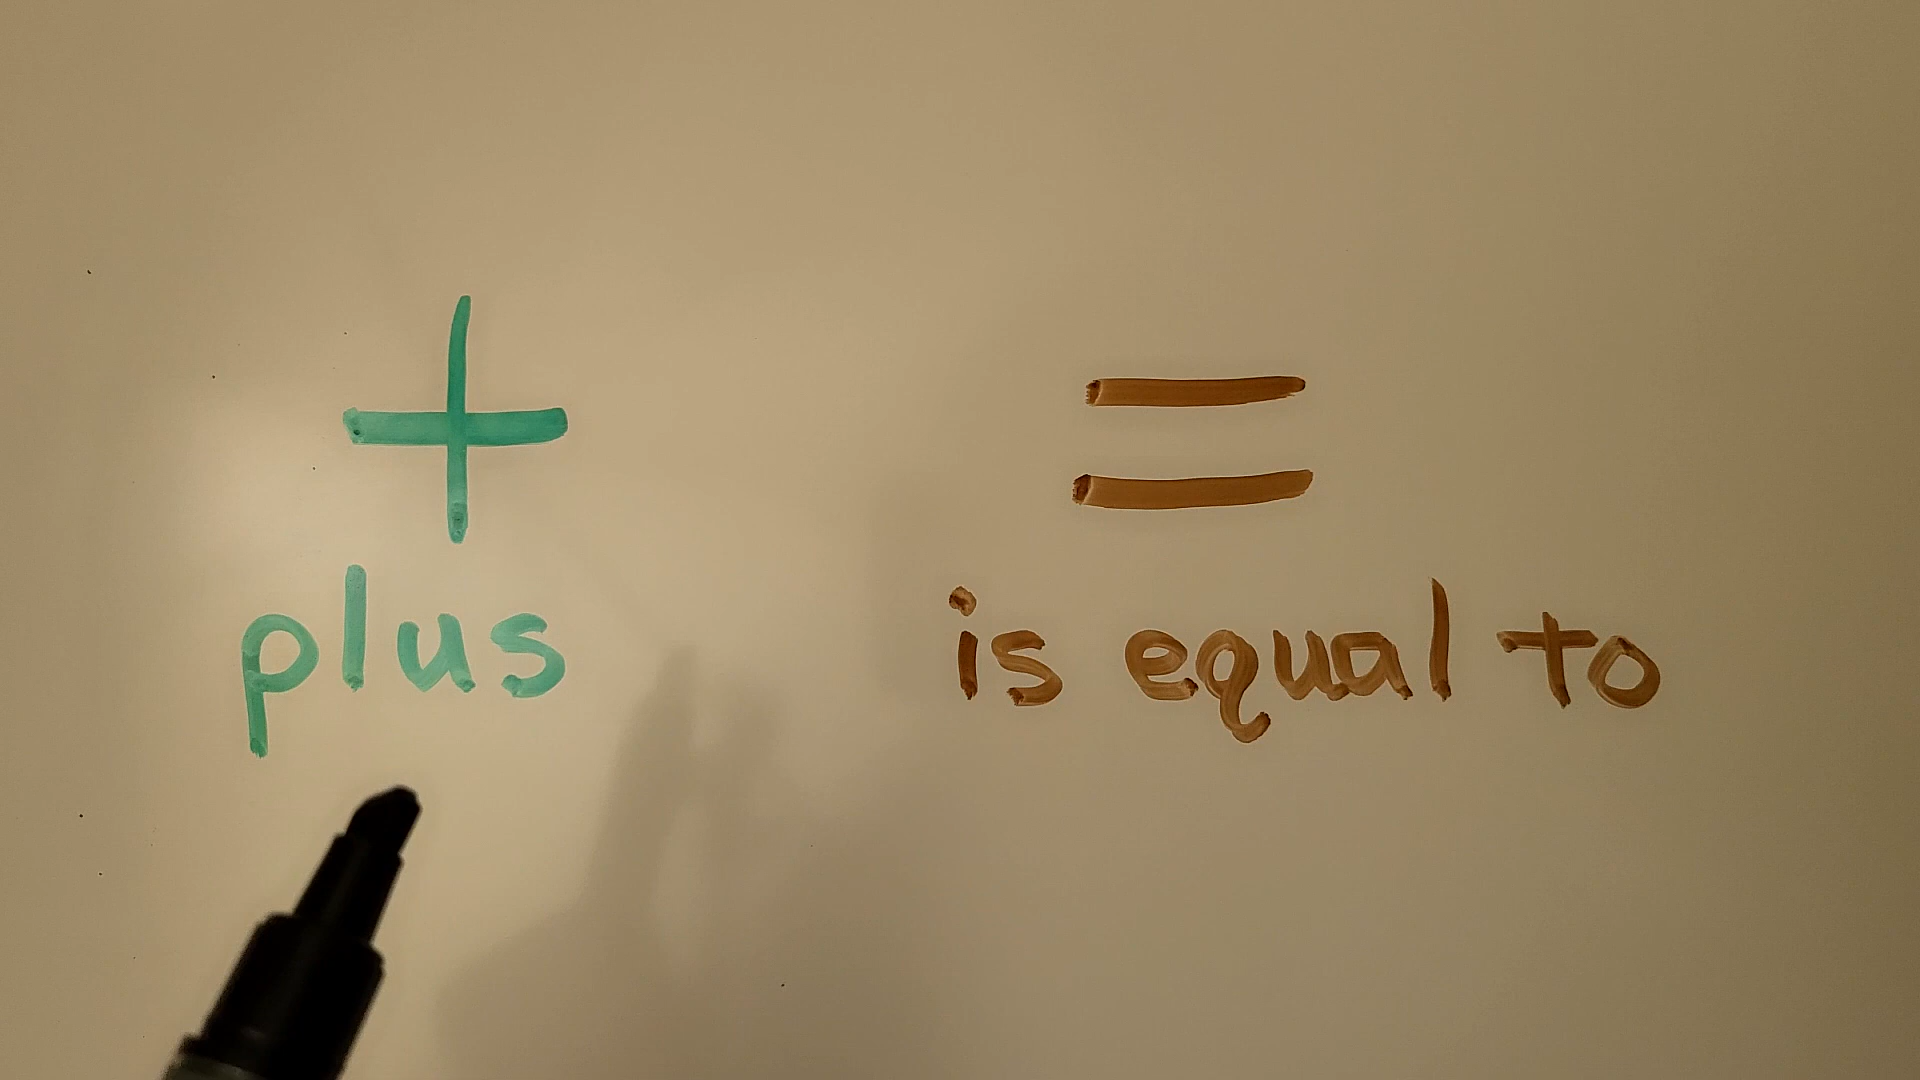 + =
plus is equal to